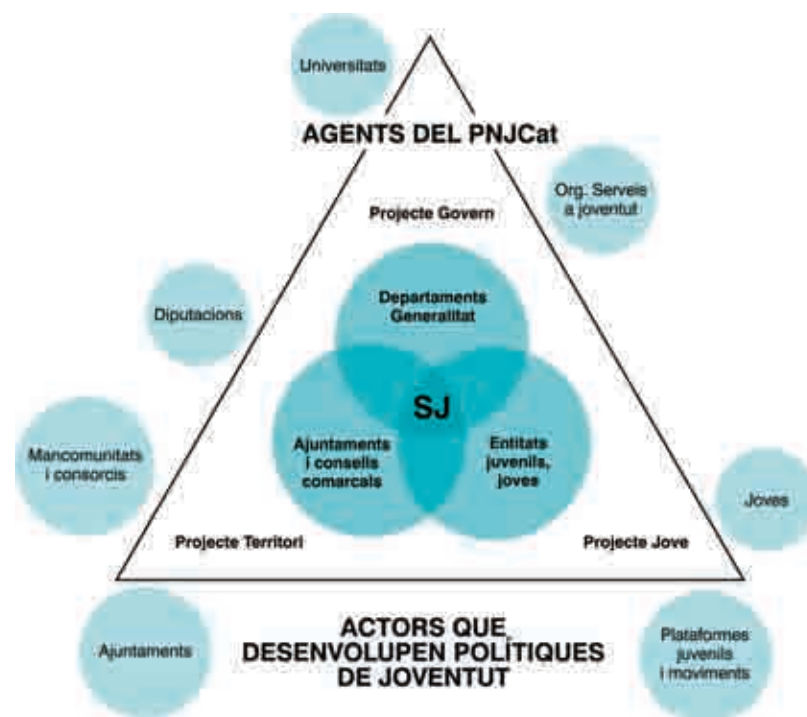 Universitats
AGENTS DEL PNJCat
Org. Serveis
a joventut
Projecte Govern
Departaments
Generalitat
Diputacions
SJ
Ajuntaments
i consells
comarcals
Entitats
juvenils,
joves
Mancomunitats
i consorcis
Joves
Projecte Territori
Projecte Jove
Ajuntaments
ACTORS QUE
DESENVOLUPEN POLÍTIQUES
DE JOVENTUT
Plataformes
juvenils
i moviments